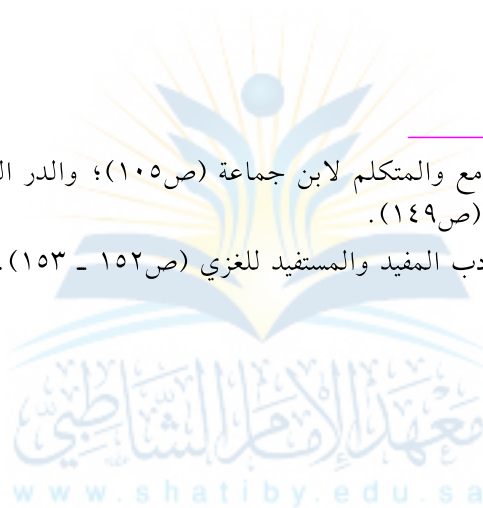 مع والمتكلم لابن جماعة (ص١٠٥)؛ والدر ال
(ص١٤٩).
دب المفيد والمستفيد للغزي (ص١٥٢ ـ ١٥٣).
معهد الإمام الشاطبي
www.shatiby.edu.sa